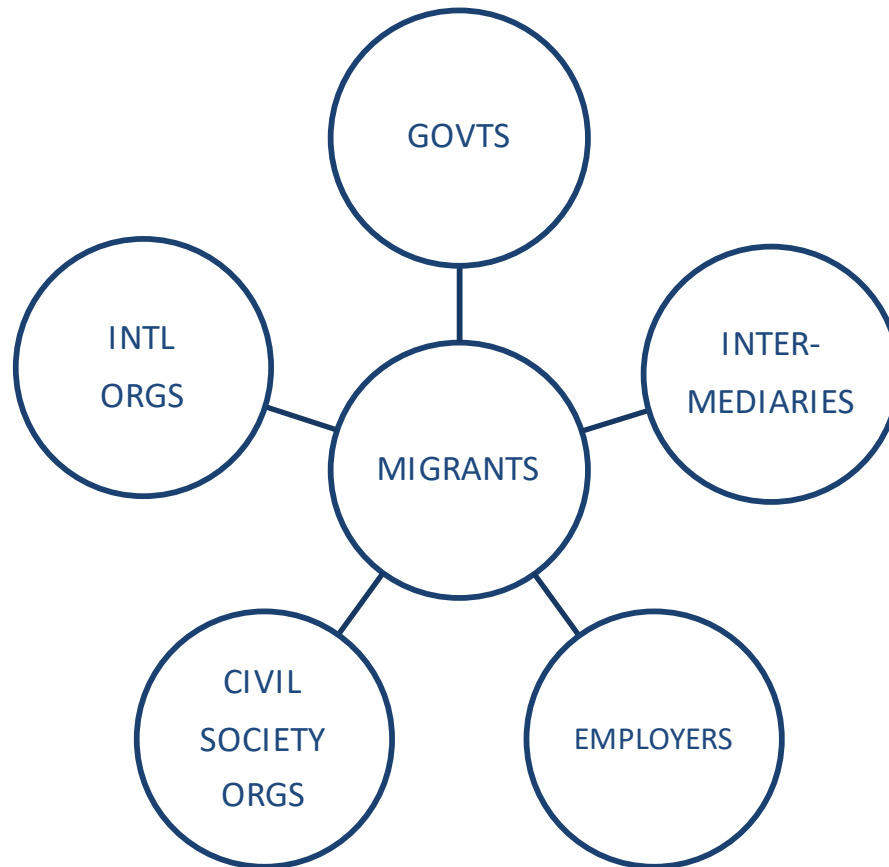 GOVTS
INTL
ORGS
INTER-
MEDIARIES
MIGRANTS
CIVIL
SOCIETY
ORGS
EMPLOYERS